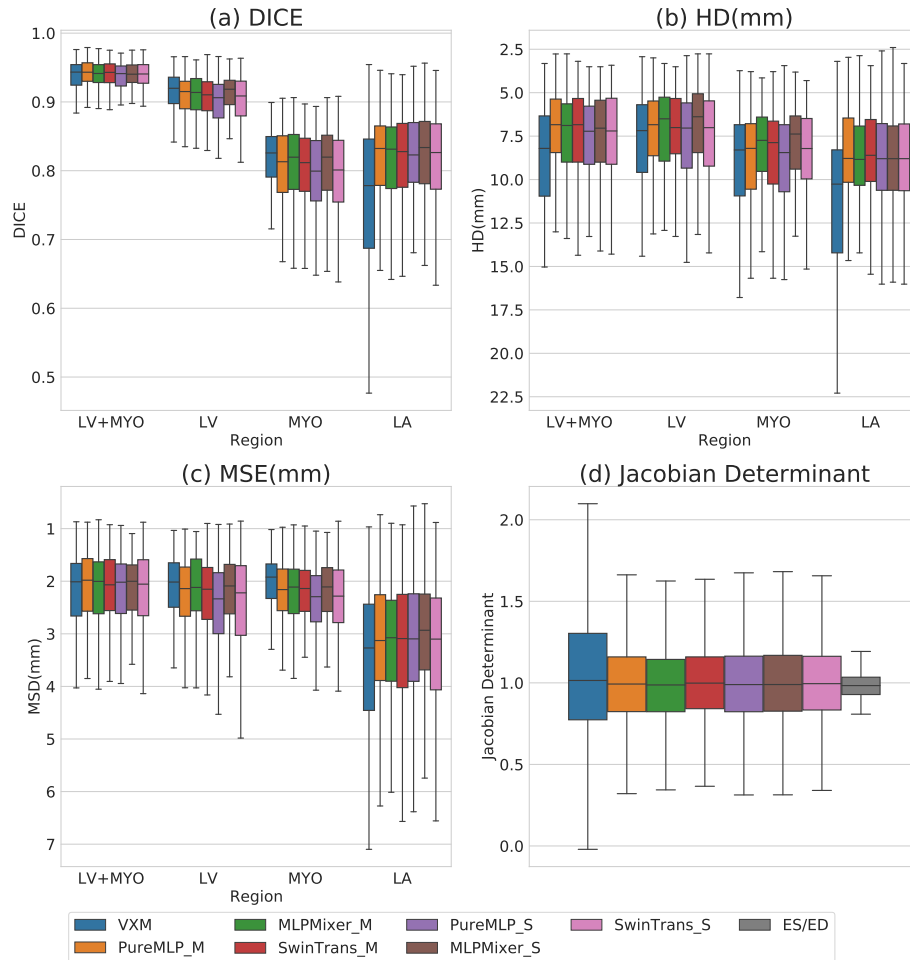 (a) DICE
1.0
0.9
0.8
0.7
0.6
0.5
DICE
LV+MYO LV MYO LA
Region
(b) HD(mm)
2.5
5.0
7.5
10.0
12.5
15.0
17.5
20.0
22.5
HD(mm)
LV+MYO LV MYO LA
Region
(c) MSE(mm)
1
2
3
4
5
6
7
MSD(mm)
LV+MYO LV MYO LA
Region
(d) Jacobian Determinant
2.0
1.5
1.0
0.5
0.0
Jacobian Determinant
VXM MLPMixer_M PureMLP_S SwinTrans_S ES/ED
PureMLP_M SwinTrans_M MLPMixer_S